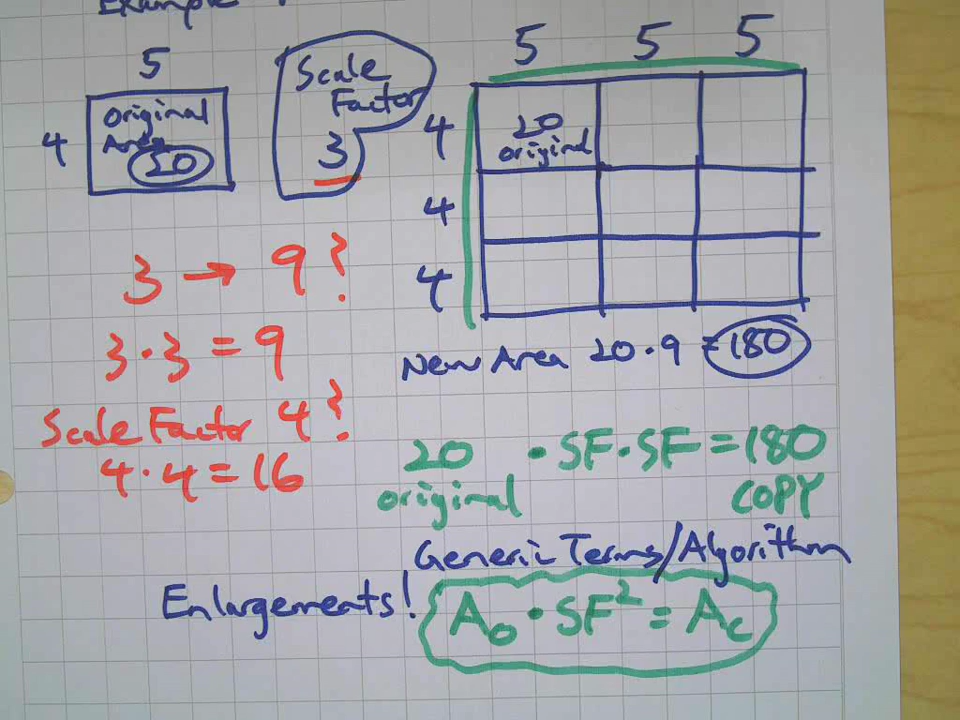 Example
5
4
original
Area
20
Scale
Factor
3
5 5 5
4
4
4
20
original
New Area 20 · 9 = 180
3 → 9?
3 · 3 = 9
Scale Factor 4?
4 · 4 = 16
20 · SF · SF = 180
original COPY
Generic Terms/Algorithm
Enlargements!
A₀ · SF² = A꜀